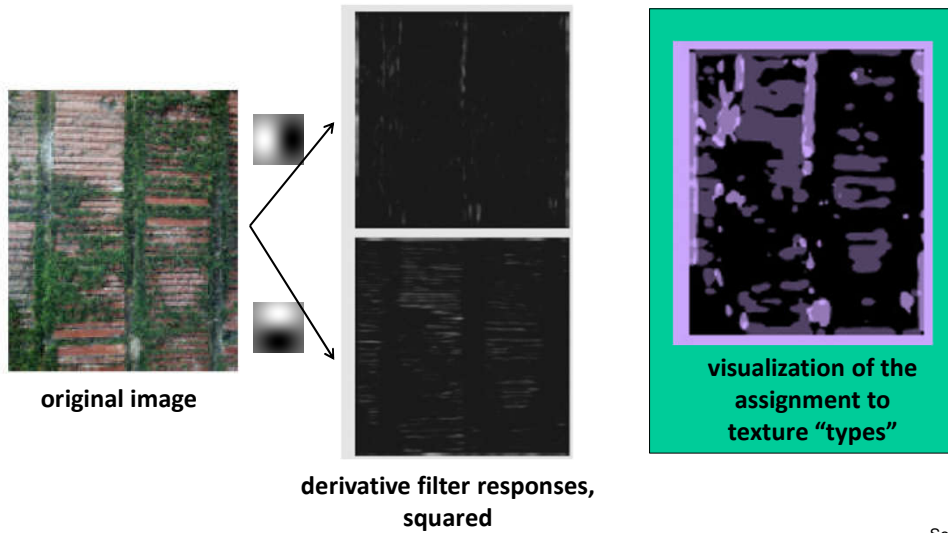 original image
derivative filter responses,
squared
visualization of the
assignment to
texture “types”